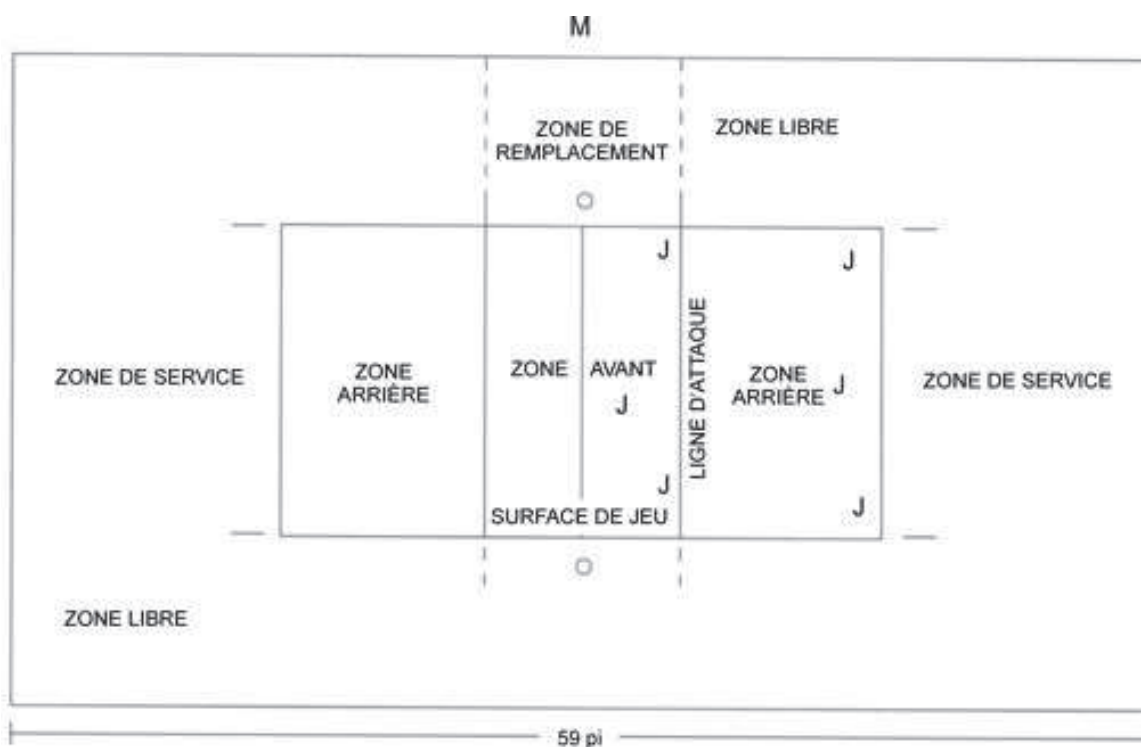 M
ZONE DE
REMPLACEMENT
ZONE LIBRE
J
J
ZONE DE SERVICE
ZONE
ARRIÈRE
ZONE
AVANT
J
LIGNE D'ATTAQUE
ZONE
ARRIÈRE
J
ZONE DE SERVICE
J
J
SURFACE DE JEU
ZONE LIBRE
59 pi